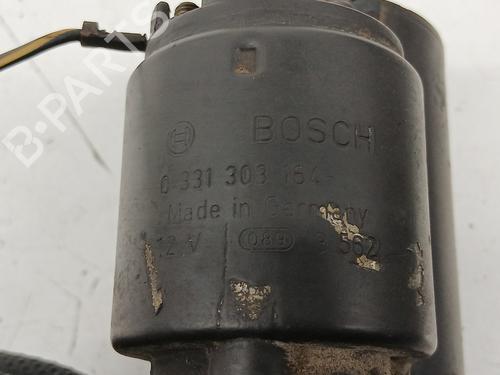 B-PARTS
BOSCH
0 331 303 164
Made in Germany
12 V 089